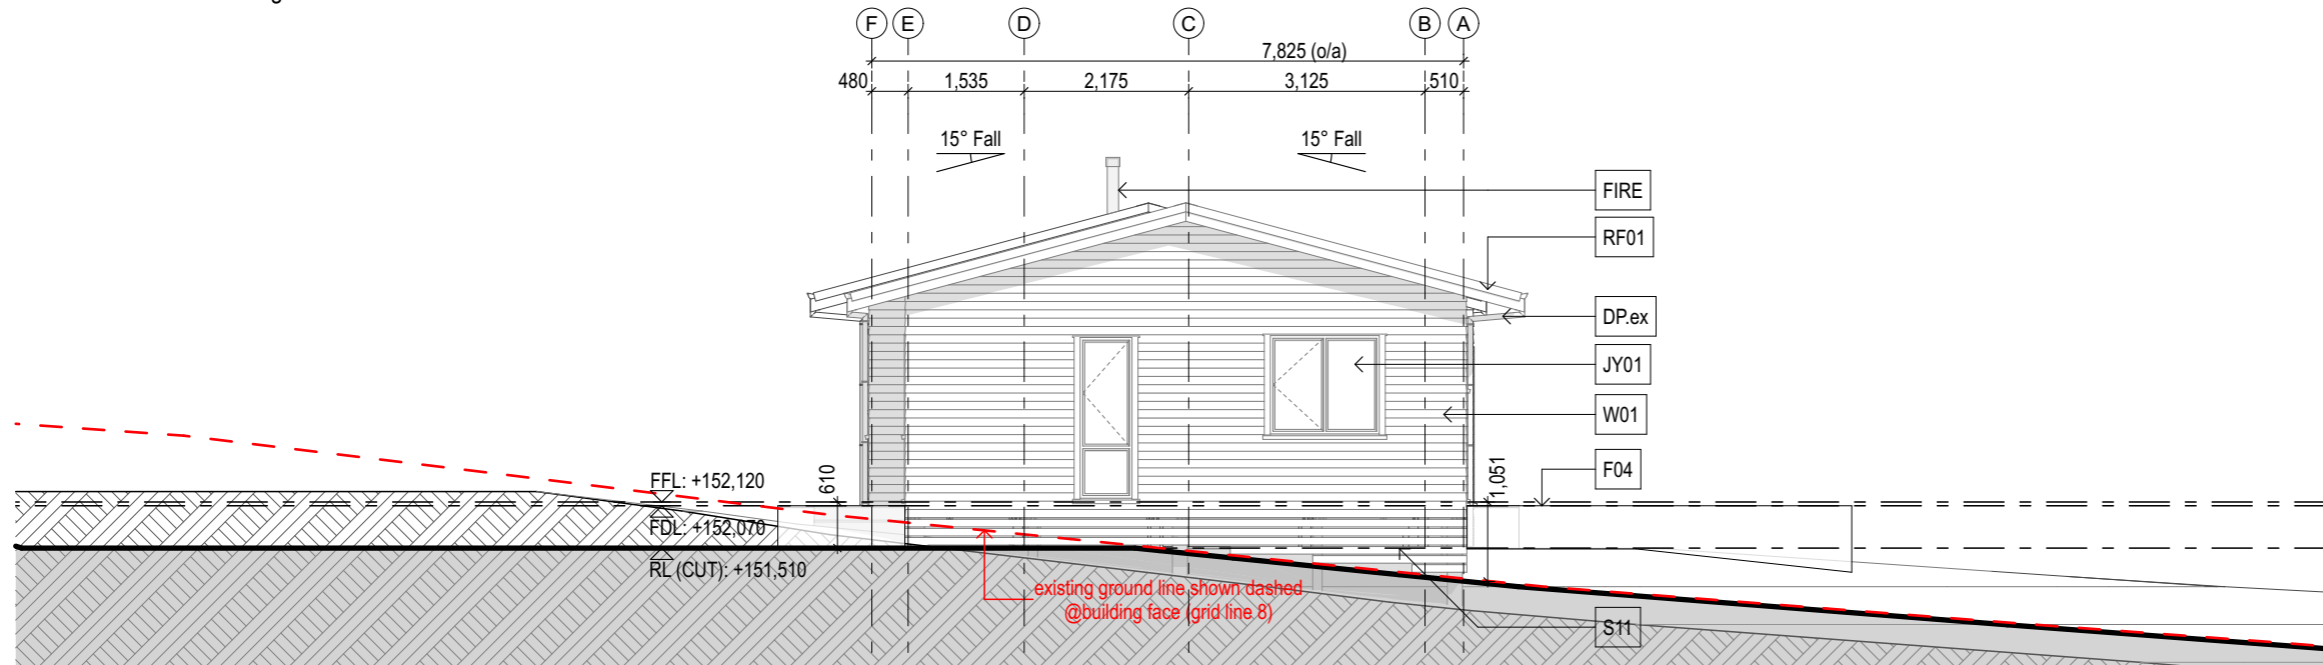 F E D C B A
7,825 (o/a)
480 1,535 2,175 3,125 510
15° Fall 15° Fall
FIRE
RF01
DP.ex
JY01
W01
F04
FFL: +152,120
610
1,051
FDL: +152,070
RL (CUT): +151,510
existing ground line shown dashed
@building face (grid line 8)
S11